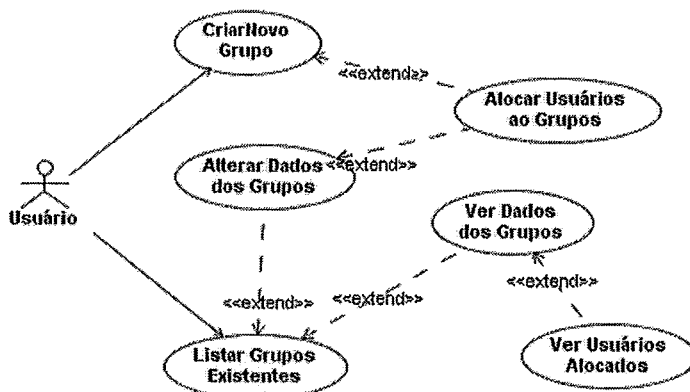 CriarNovo
Grupo
<<extend>>
Alocar Usuários
ao Grupos
Alterar Dados
dos Grupos
<<extend>>
Usuário
Ver Dados
dos Grupos
<<extend>>
<<extend>>
<<extend>>
Listar Grupos
Existentes
Ver Usuários
Alocados